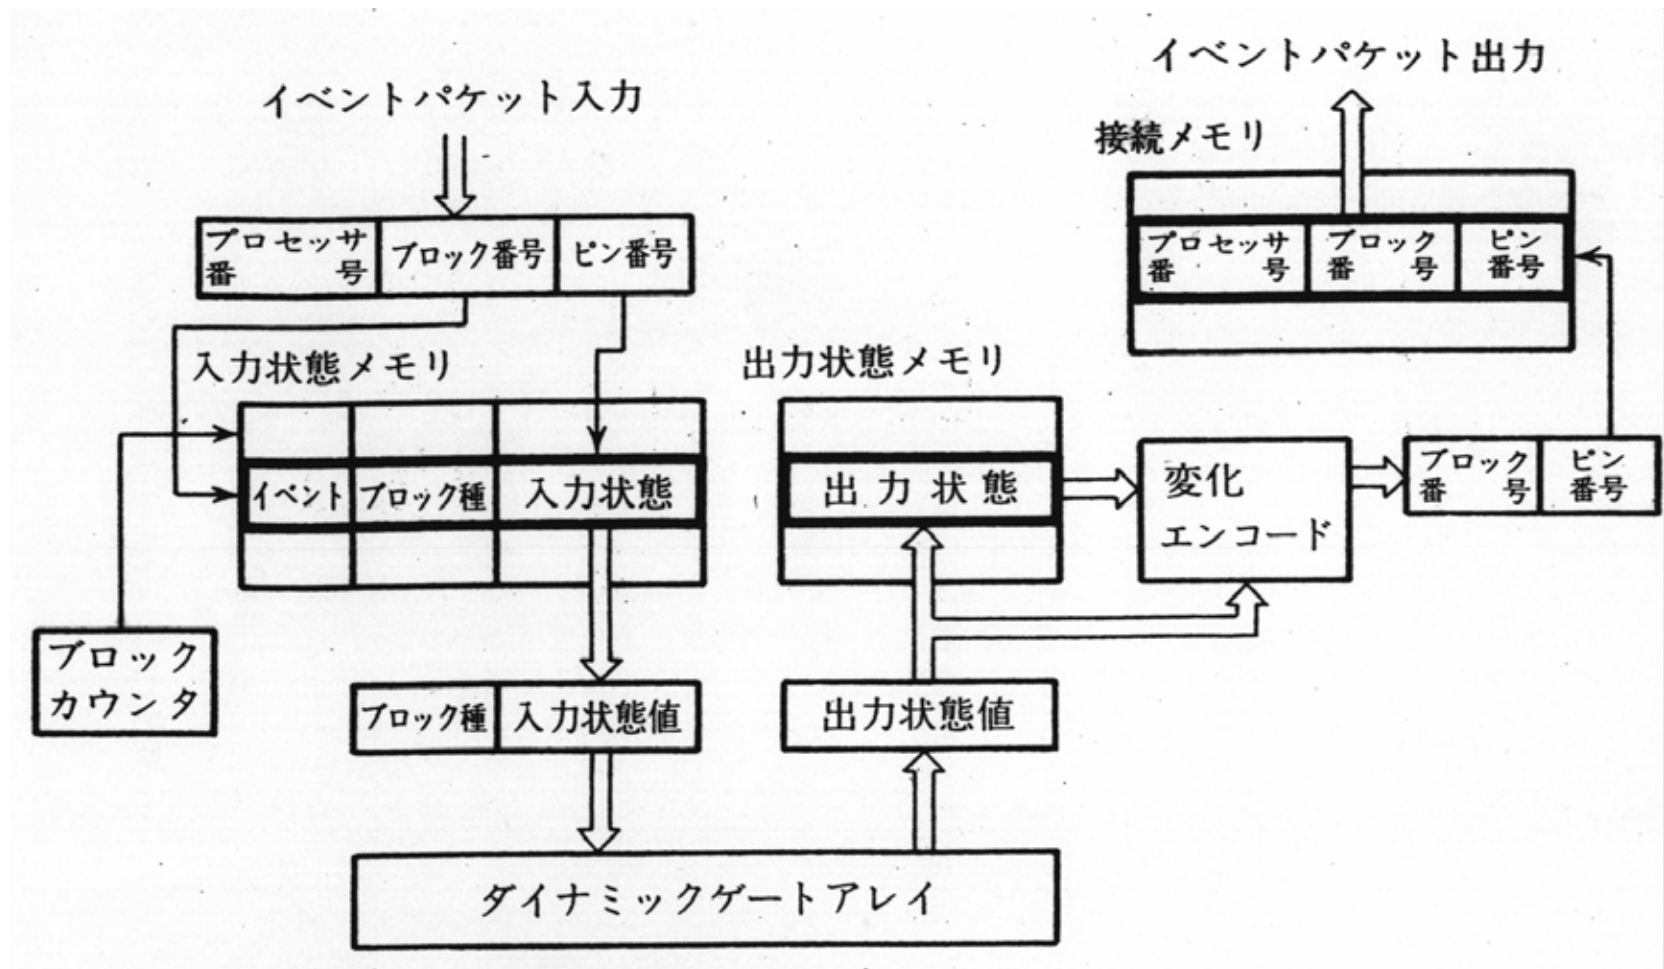 イベントパケット出力
イベントパケット入力
接続メモリ
プロセッサ
番 号
ブロック番号
ピン番号
プロセッサ
番 号
ブロック
番 号
ピン
番号
入力状態メモリ
出力状態メモリ
イベント
ブロック種
入力状態
出力状態
変化
エンコード
ブロック
番 号
ピン
番号
ブロック
カウンタ
ブロック種
入力状態値
出力状態値
ダイナミックゲートアレイ